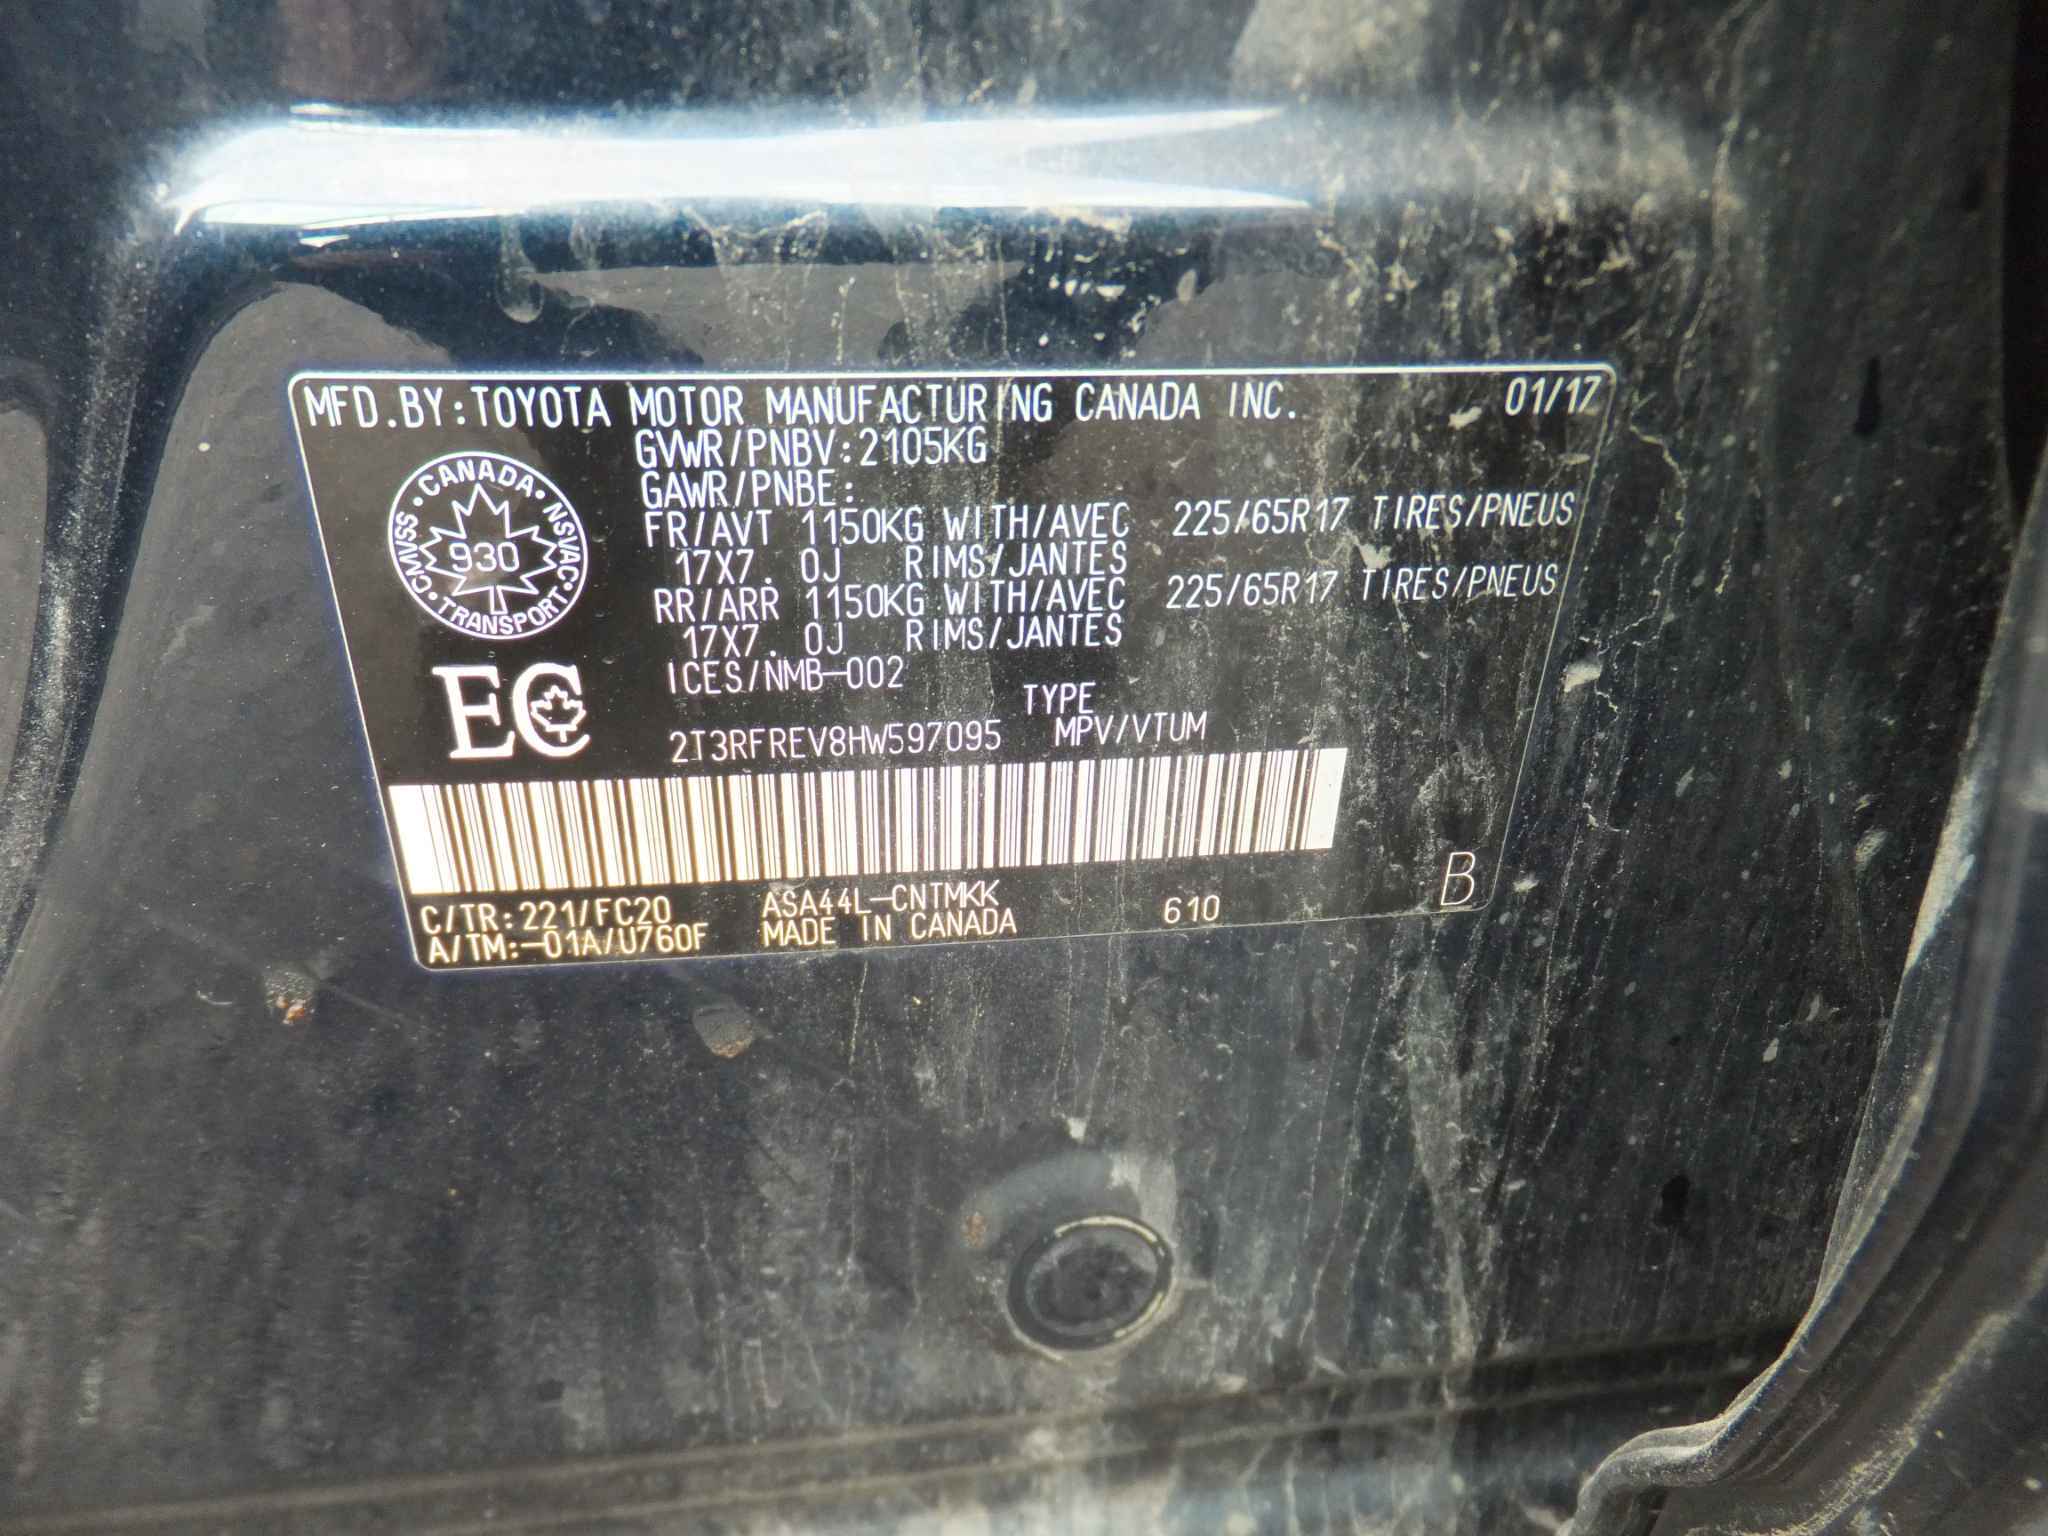 MFD.BY:TOYOTA MOTOR MANUFACTURING CANADA INC. 01/17
GVWR/PNBV:2105KG
GAWR/PNBE:
FR/AVT 1150KG WITH/AVEC 225/65R17 TIRES/PNEUS
17X7. 0J RIMS/JANTES
RR/ARR 1150KG WITH/AVEC 225/65R17 TIRES/PNEUS
17X7. 0J RIMS/JANTES
ICES/NMB-002
TYPE
2T3RFREV8HW597095 MPV/VTUM
CANADA · NSVAC · TRANSPORT · CMVSS ·
930
EC
C/TR:221/FC20 ASA44L-CNTMKK 610 B
A/TM:-01A/U760F MADE IN CANADA